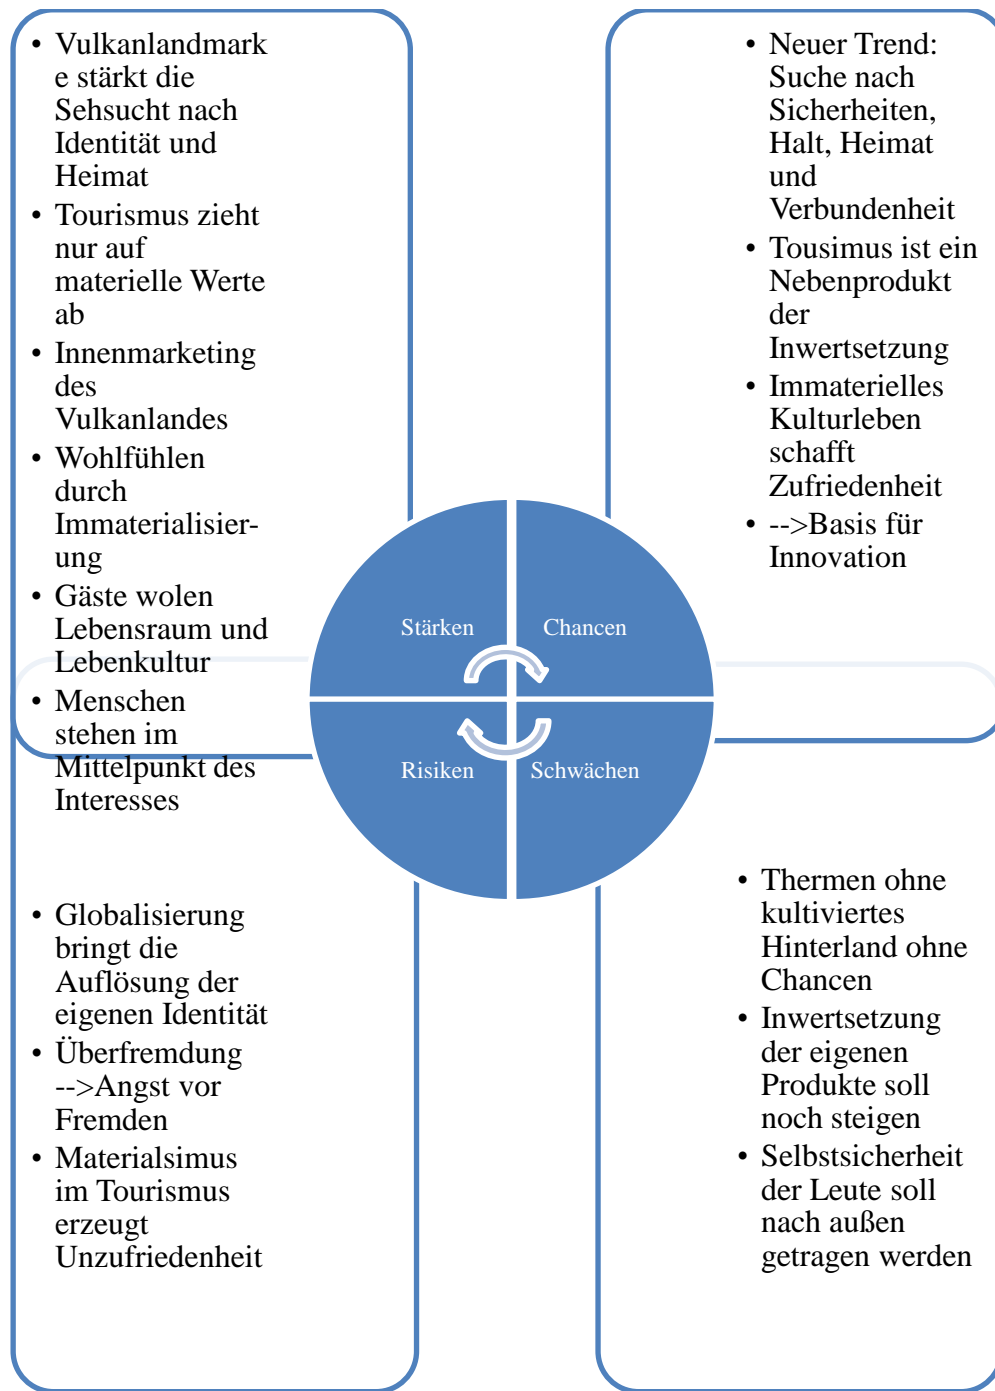 • Vulkanlandmark
e stärkt die
Sehsucht nach
Identität und
Heimat
• Tourismus zieht
nur auf
materielle Werte
ab
• Innenmarketing
des
Vulkanlandes
• Wohlfühlen
durch
Immaterialisier-
ung
• Gäste wolen
Lebensraum und
Lebenkultur
• Menschen
stehen im
Mittelpunkt des
Interesses
• Neuer Trend:
Suche nach
Sicherheiten,
Halt, Heimat
und
Verbundenheit
• Tousimus ist ein
Nebenprodukt
der
Inwertsetzung
• Immaterielles
Kulturleben
schafft
Zufriedenheit
• -->Basis für
Innovation
Stärken
Chancen
Risiken
Schwächen
• Globalisierung
bringt die
Auflösung der
eigenen Identität
• Überfremdung
-->Angst vor
Fremden
• Materialsimus
im Tourismus
erzeugt
Unzufriedenheit
• Thermen ohne
kultiviertes
Hinterland ohne
Chancen
• Inwertsetzung
der eigenen
Produkte soll
noch steigen
• Selbstsicherheit
der Leute soll
nach außen
getragen werden